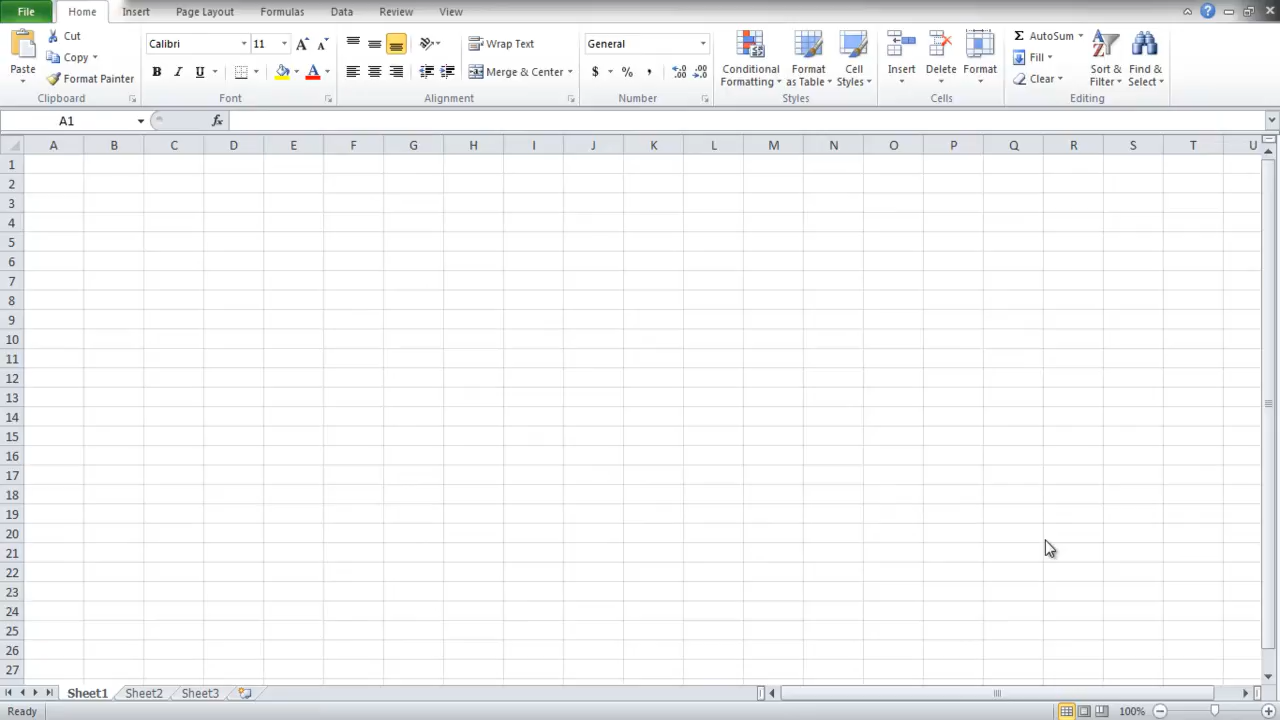 File Home Insert Page Layout Formulas Data Review View
Cut
Copy
Format Painter
Paste
Clipboard
Calibri 11
B I U A
Font
Wrap Text
Merge & Center
Alignment
General
$ % ,
Number
Conditional Formatting
Format as Table
Cell Styles
Styles
Insert Delete Format
Cells
Σ AutoSum
Fill
Clear
Sort & Filter
Find & Select
Editing
A1 fx
A B C D E F G H I J K L M N O P Q R S T U
1
2
3
4
5
6
7
8
9
10
11
12
13
14
15
16
17
18
19
20
21
22
23
24
25
26
27
Sheet1 Sheet2 Sheet3
Ready 100%